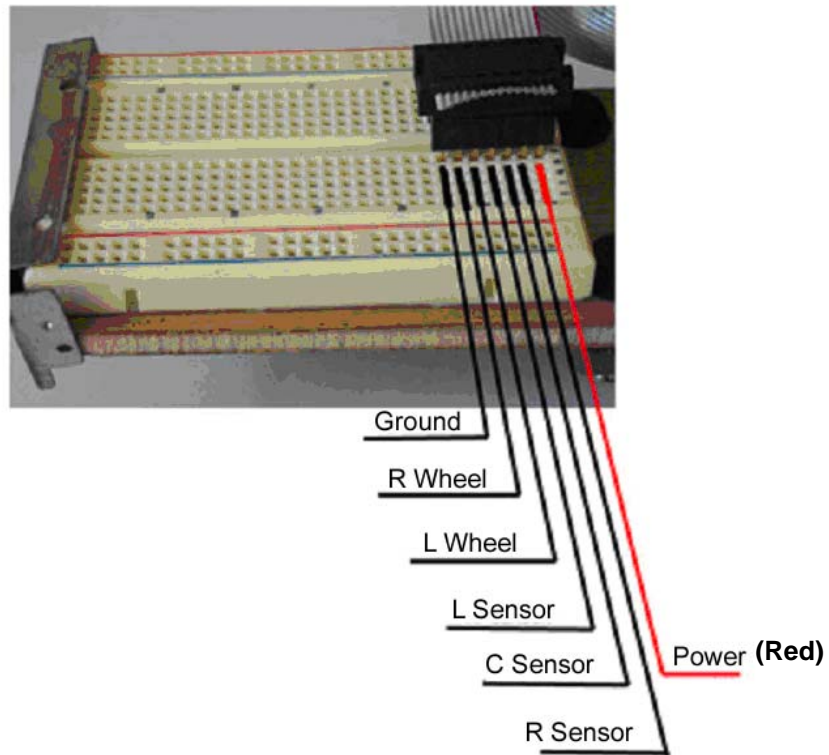 Ground
R Wheel
L Wheel
L Sensor
C Sensor
Power (Red)
R Sensor